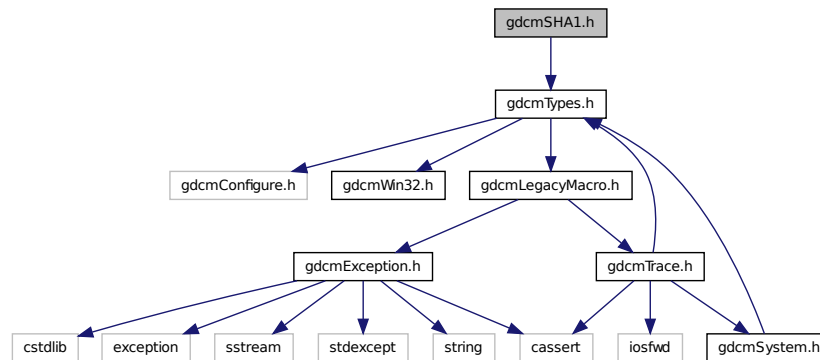 gdcmSHA1.h
gdcmTypes.h
gdcmConfigure.h
gdcmWin32.h
gdcmLegacyMacro.h
gdcmException.h
gdcmTrace.h
cstdlib
exception
sstream
stdexcept
string
cassert
iosfwd
gdcmSystem.h